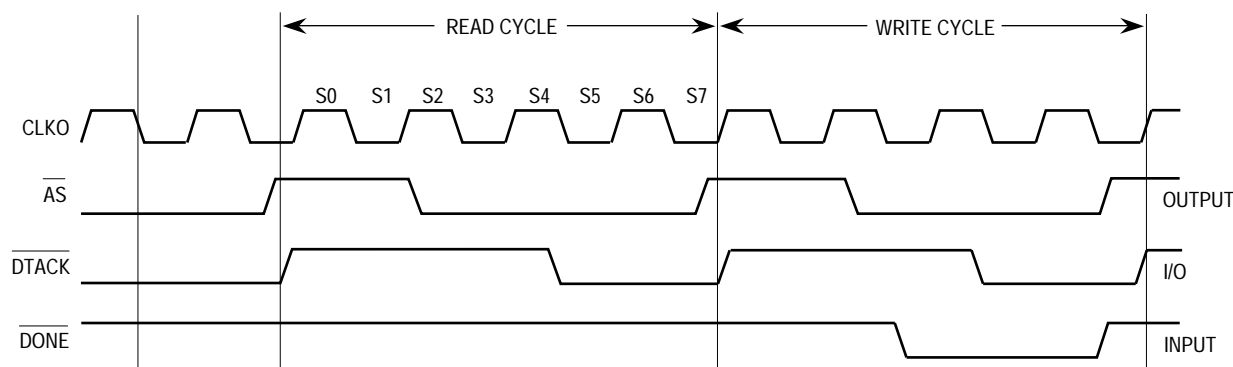 READ CYCLE WRITE CYCLE
S0 S1 S2 S3 S4 S5 S6 S7
CLKO
AS OUTPUT
DTACK I/O
DONE INPUT